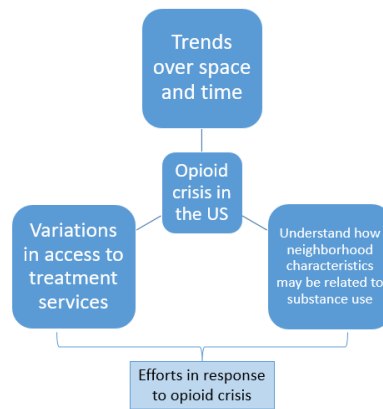 Trends
over space
and time
Opioid
crisis in
the US
Variations
in access to
treatment
services
Understand how
neighborhood
characteristics
may be related to
substance use
Efforts in response
to opioid crisis